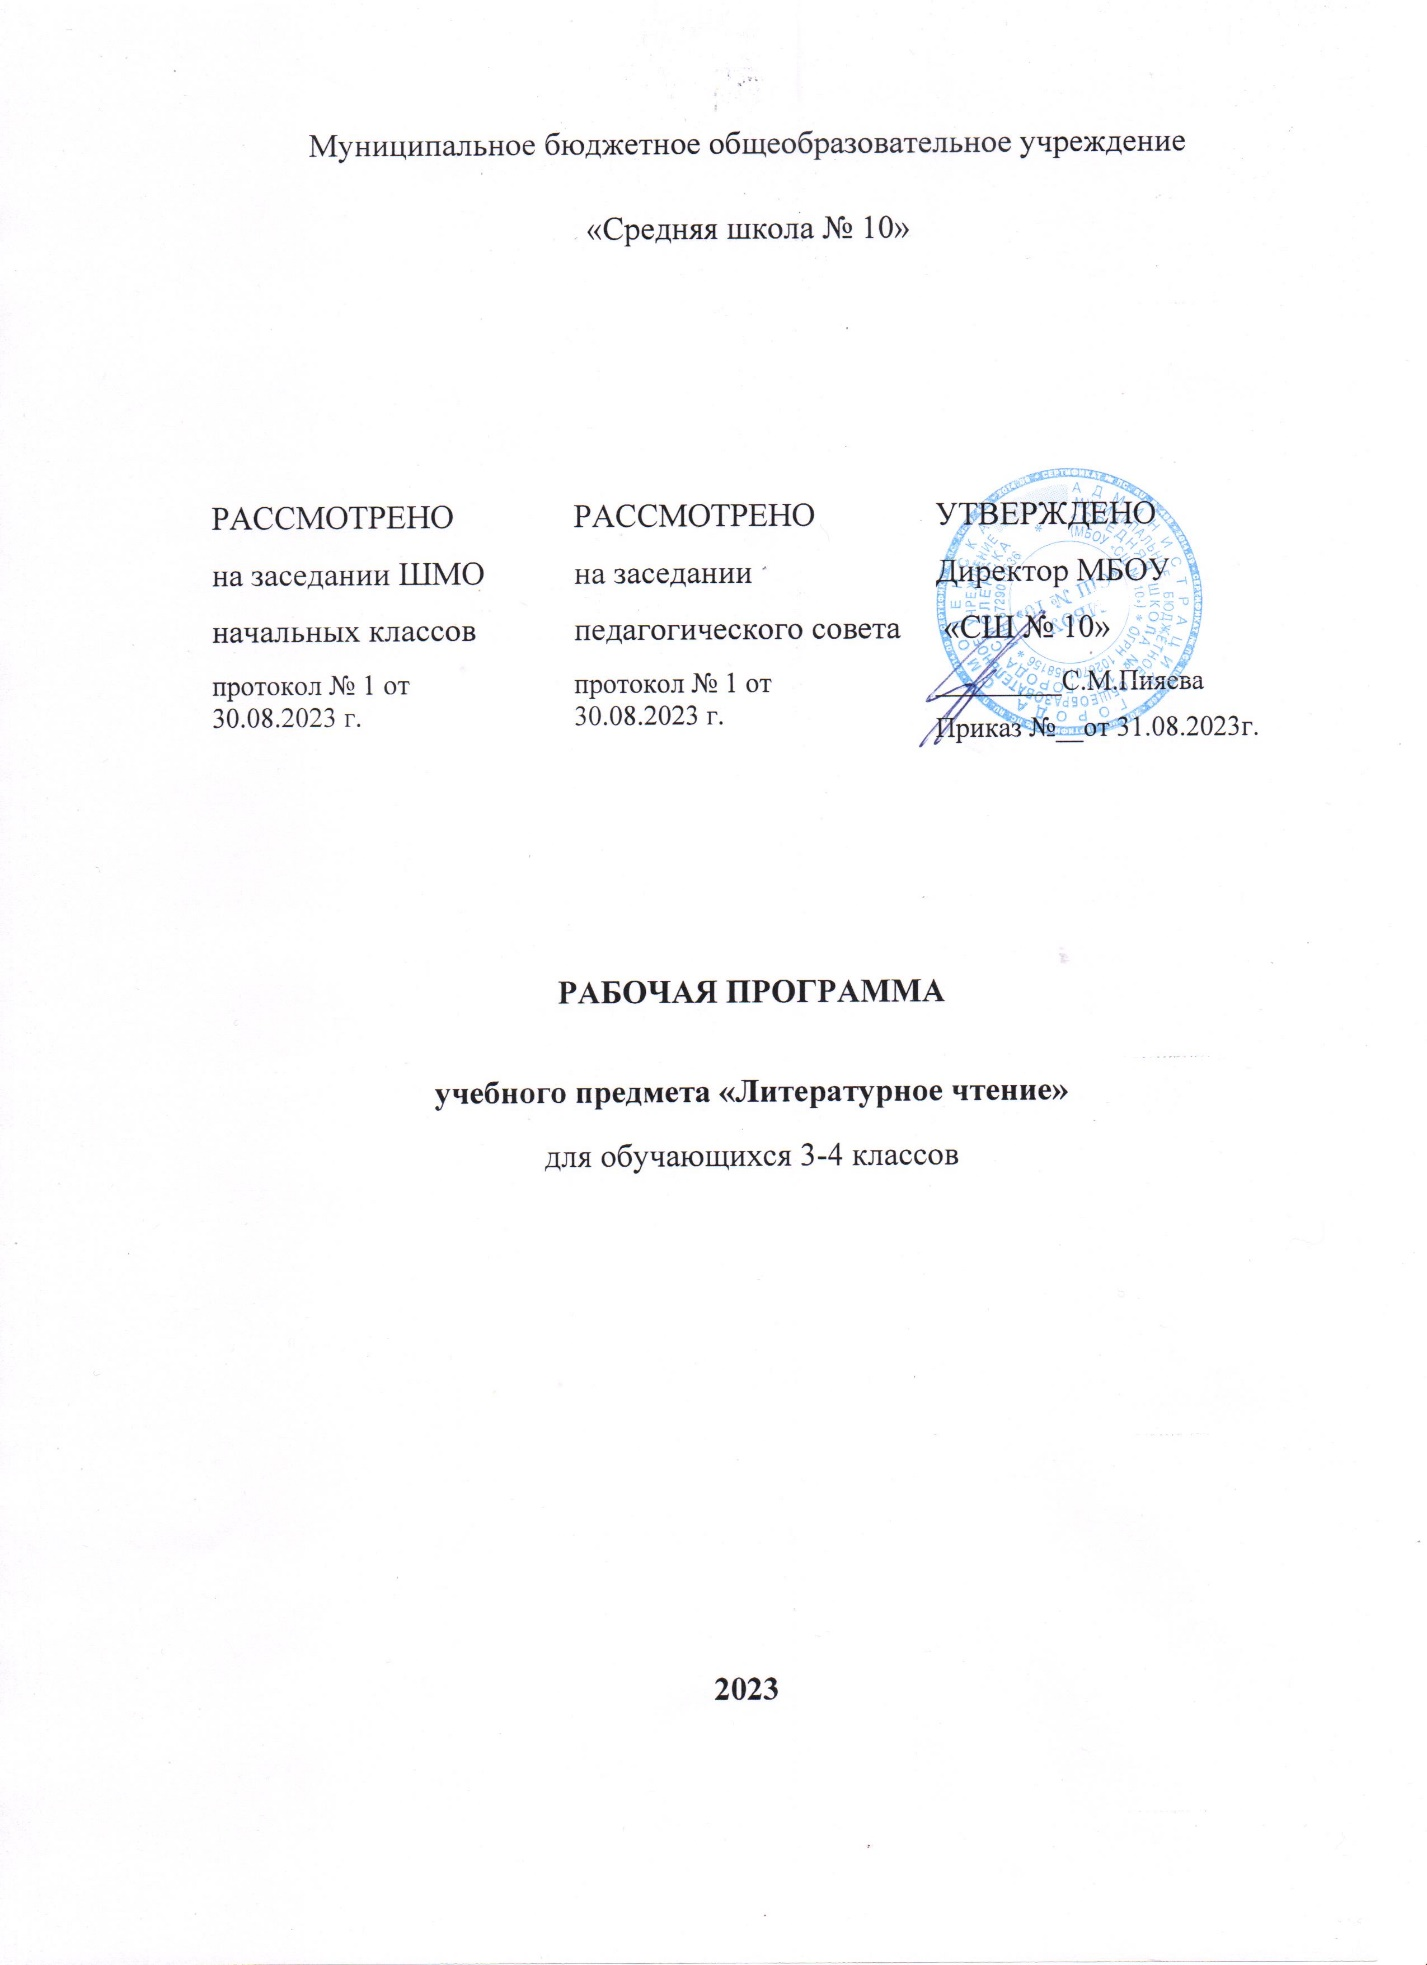 Муниципальное бюджетное общеобразовательное учреждение
«Средняя школа № 10»
РАССМОТРЕНО
на заседании ШМО
начальных классов
протокол № 1 от
30.08.2023 г.
РАССМОТРЕНО
на заседании
педагогического совета
протокол № 1 от
30.08.2023 г.
УТВЕРЖДЕНО
Директор МБОУ
«СШ № 10»
_________С.М.Пияева
Приказ №__от 31.08.2023г.
РАБОЧАЯ ПРОГРАММА
учебного предмета «Литературное чтение»
для обучающихся 3-4 классов
2023